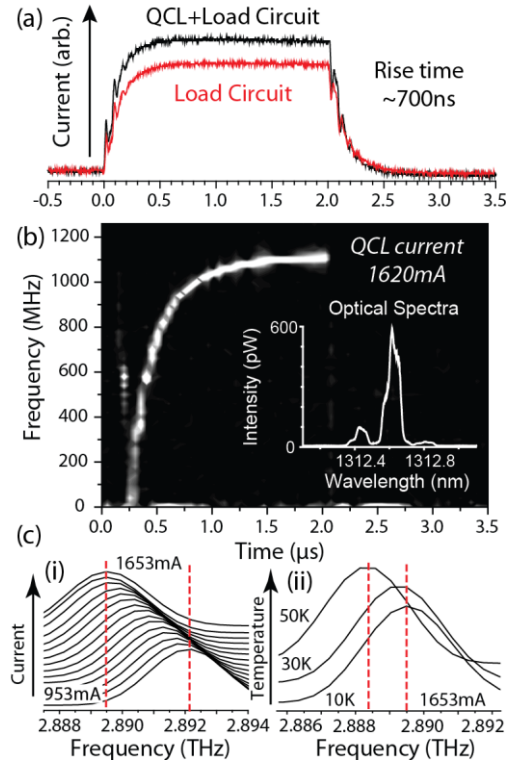 (a)
Current (arb.)
QCL+Load Circuit
Load Circuit
Rise time
~700ns
-0.5 0.0 0.5 1.0 1.5 2.0 2.5 3.0 3.5
(b)
Frequency (MHz)
1200
1000
800
600
400
200
0
QCL current
1620mA
Optical Spectra
Intensity (pW)
600
0
1312.4 1312.8
Wavelength (nm)
0.0 0.5 1.0 1.5 2.0 2.5 3.0 3.5
Time (µs)
(c)
(i)
Current
1653mA
953mA
2.888 2.890 2.892 2.894
Frequency (THz)
(ii)
Temperature
50K
30K
10K
1653mA
2.886 2.888 2.890 2.892
Frequency (THz)